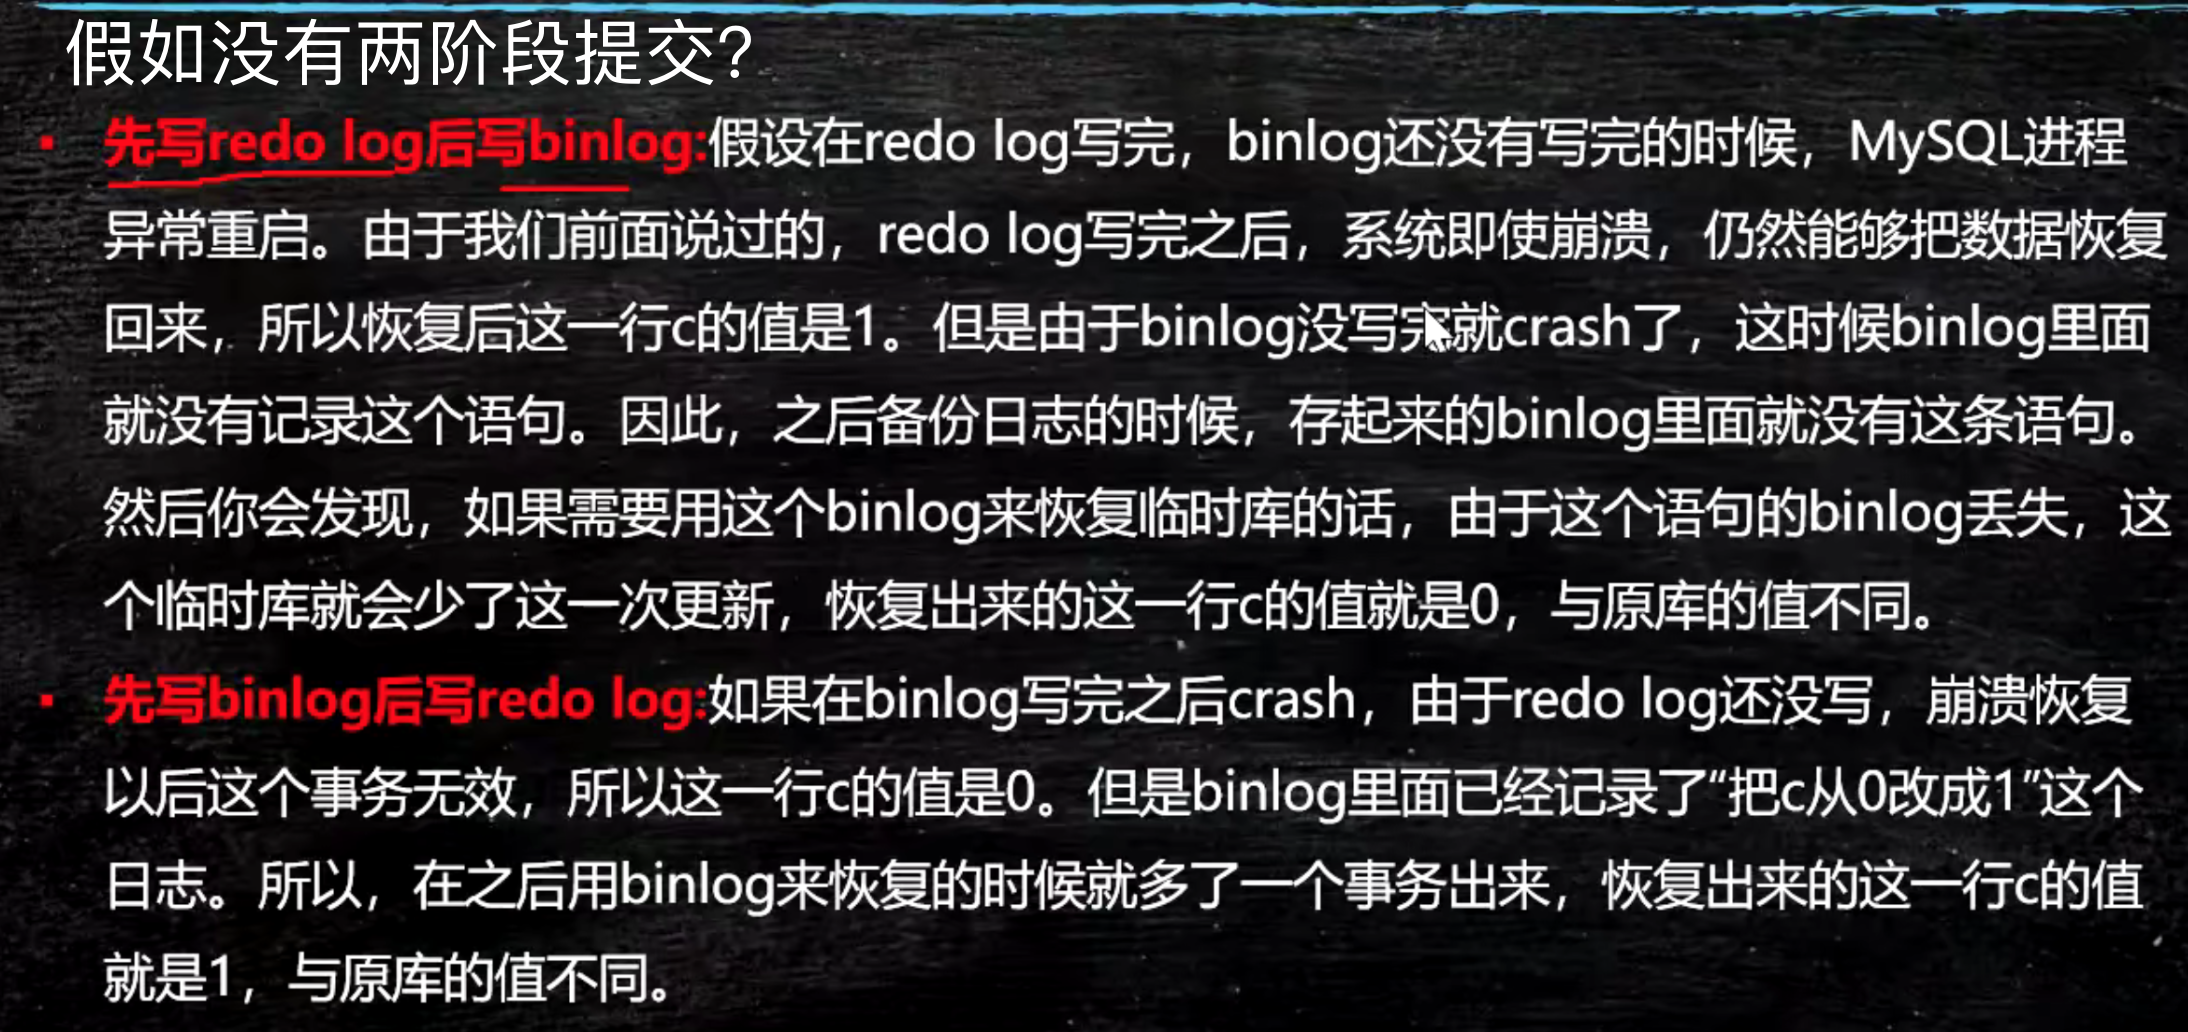 假如没有两阶段提交?
先写redo log后写binlog:假设在redo log写完，binlog还没有写完的时候，MySQL进程
异常重启。由于我们前面说过的，redo log写完之后，系统即使崩溃，仍然能够把数据恢复
回来，所以恢复后这一行c的值是1。但是由于binlog没写完就crash了，这时候binlog里面
就没有记录这个语句。因此，之后备份日志的时候，存起来的binlog里面就没有这条语句。
然后你会发现，如果需要用这个binlog来恢复临时库的话，由于这个语句的binlog丢失，这
个临时库就会少了这一次更新，恢复出来的这一行c的值就是0，与原库的值不同。
先写binlog后写redo log:如果在binlog写完之后crash，由于redo log还没写，崩溃恢复
以后这个事务无效，所以这一行c的值是0。但是binlog里面已经记录了“把c从0改成1”这个
日志。所以，在之后用binlog来恢复的时候就多了一个事务出来，恢复出来的这一行c的值
就是1，与原库的值不同。